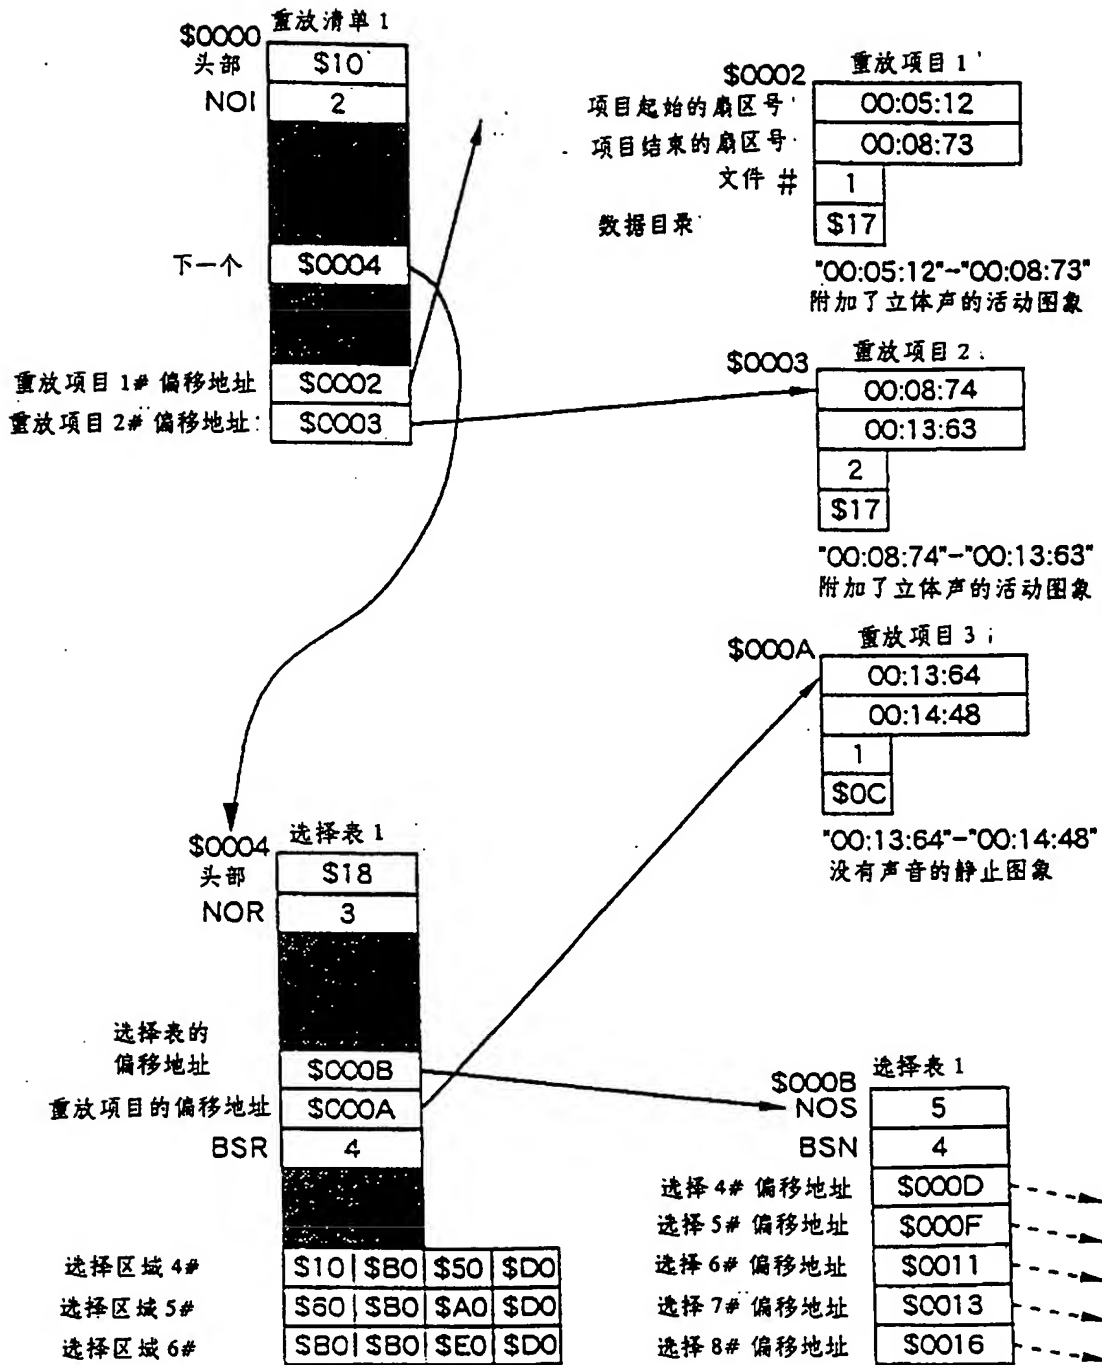 重放清单 1
$0000
头部 $10
NOI 2
下一个 $0004
重放项目 1# 偏移地址 $0002
重放项目 2# 偏移地址: $0003
重放项目 1
$0002
项目起始的扇区号 00:05:12
项目结束的扇区号 00:08:73
文件 # 1
数据目录 $17
"00:05:12"~"00:08:73"
附加了立体声的活动图象
重放项目 2
$0003
00:08:74
00:13:63
2
$17
"00:08:74"-"00:13:63"
附加了立体声的活动图象
重放项目 3
$000A
00:13:64
00:14:48
1
$0C
"00:13:64"-"00:14:48"
没有声音的静止图象
选择表 1
$0004
头部 $18
NOR 3
选择表的
偏移地址 $000B
重放项目的偏移地址 $000A
BSR 4
选择区域 4# $10 $B0 $50 $D0
选择区域 5# $60 $B0 $A0 $D0
选择区域 6# $B0 $B0 $E0 $D0
选择表 1
$000B
NOS 5
BSN 4
选择 4# 偏移地址 $000D
选择 5# 偏移地址 $000F
选择 6# 偏移地址 $0011
选择 7# 偏移地址 $0013
选择 8# 偏移地址 $0016